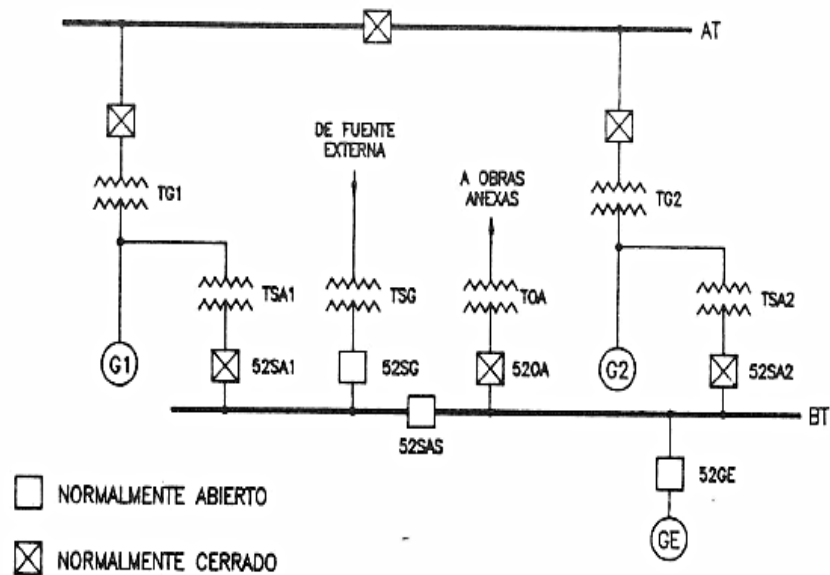 AT
DE FUENTE
EXTERNA
A OBRAS
ANEXAS
TG1
TG2
TSA1
TSG
TOA
TSA2
G1
52SA1
52SG
52OA
G2
52SA2
BT
52SAS
52GE
GE
NORMALMENTE ABIERTO
NORMALMENTE CERRADO